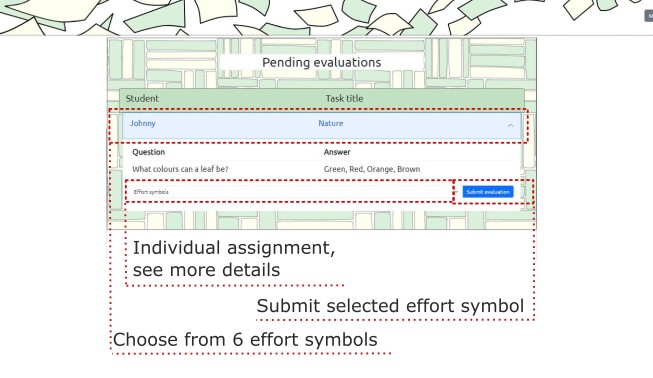 Pending evaluations
Student Task title
Johnny Nature
Question Answer
What colours can a leaf be? Green, Red, Orange, Brown
Effort symbols Submit evaluation
Individual assignment,
see more details
Submit selected effort symbol
Choose from 6 effort symbols